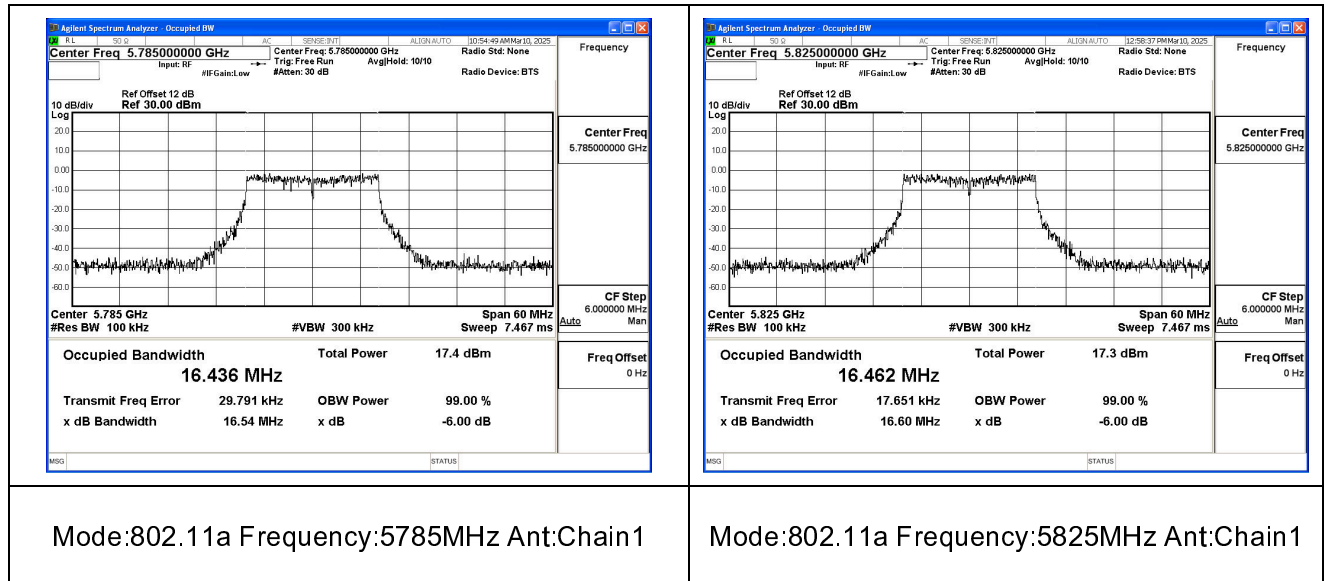 Agilent Spectrum Analyzer - Occupied BW
RL 50 Ω AC SENSE:INT ALIGN AUTO 10:54:49 AM Mar 10, 2025
Center Freq 5.785000000 GHz Center Freq: 5.785000000 GHz Radio Std: None Frequency
Input: RF Trig: Free Run Avg|Hold: 10/10
#IFGain:Low #Atten: 30 dB Radio Device: BTS
Ref Offset 12 dB
10 dB/div Ref 30.00 dBm
Log
20.0
10.0
0.00
-10.0
-20.0
-30.0
-40.0
-50.0
-60.0
Center Freq
5.785000000 GHz
CF Step
6.000000 MHz
Auto Man
Freq Offset
0 Hz
Center 5.785 GHz Span 60 MHz
#Res BW 100 kHz #VBW 300 kHz Sweep 7.467 ms
Occupied Bandwidth Total Power 17.4 dBm
16.436 MHz
Transmit Freq Error 29.791 kHz OBW Power 99.00 %
x dB Bandwidth 16.54 MHz x dB -6.00 dB
MSG STATUS
Mode:802.11a Frequency:5785MHz Ant:Chain1
Agilent Spectrum Analyzer - Occupied BW
RL 50 Ω AC SENSE:INT ALIGN AUTO 12:58:37 PM Mar 10, 2025
Center Freq 5.825000000 GHz Center Freq: 5.825000000 GHz Radio Std: None Frequency
Input: RF Trig: Free Run Avg|Hold: 10/10
#IFGain:Low #Atten: 30 dB Radio Device: BTS
Ref Offset 12 dB
10 dB/div Ref 30.00 dBm
Log
20.0
10.0
0.00
-10.0
-20.0
-30.0
-40.0
-50.0
-60.0
Center Freq
5.825000000 GHz
CF Step
6.000000 MHz
Auto Man
Freq Offset
0 Hz
Center 5.825 GHz Span 60 MHz
#Res BW 100 kHz #VBW 300 kHz Sweep 7.467 ms
Occupied Bandwidth Total Power 17.3 dBm
16.462 MHz
Transmit Freq Error 17.651 kHz OBW Power 99.00 %
x dB Bandwidth 16.60 MHz x dB -6.00 dB
MSG STATUS
Mode:802.11a Frequency:5825MHz Ant:Chain1